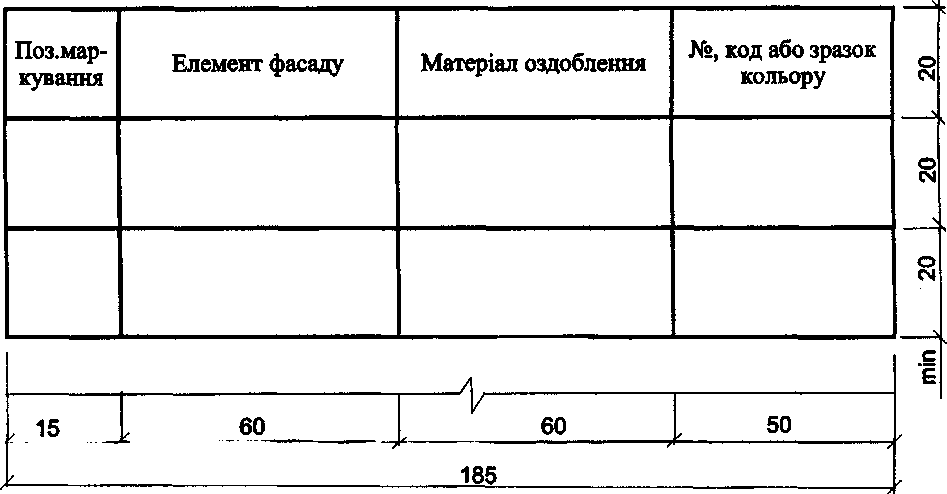 Поз.мар-
кування
Елемент фасаду
Матеріал оздоблення
№, код або зразок
кольору
20
20
20
min
15
60
60
50
185